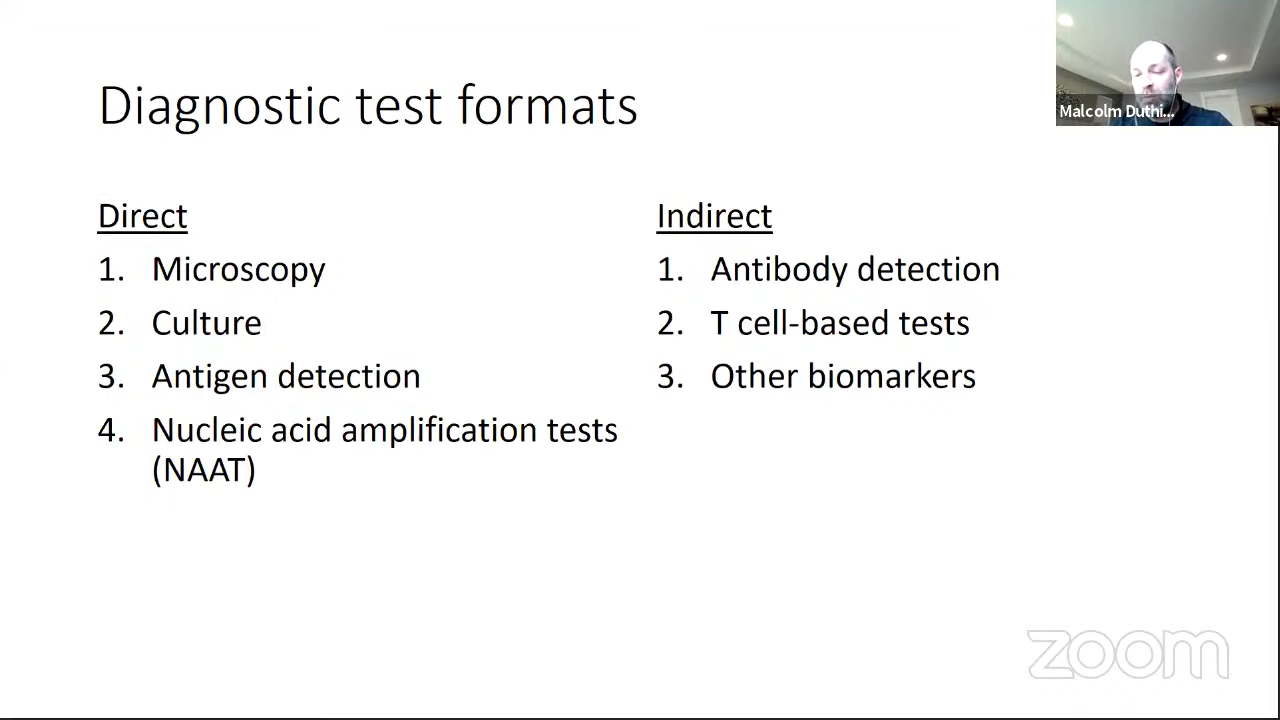 Diagnostic test formats
Malcolm Duthi...
Direct
1. Microscopy
2. Culture
3. Antigen detection
4. Nucleic acid amplification tests
(NAAT)
Indirect
1. Antibody detection
2. T cell-based tests
3. Other biomarkers
zoom